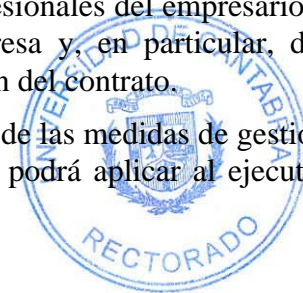 esionales del empresario
resa y, en particular, d
n del contrato.
de las medidas de gestió
podrá aplicar al ejecut
UNIVERSIDAD DE CANTABRIA
RECTORADO